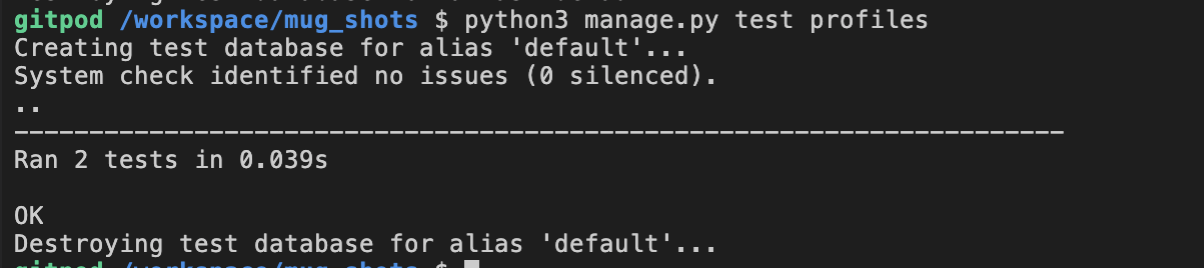 gitpod /workspace/mug_shots $ python3 manage.py test profiles
Creating test database for alias 'default'...
System check identified no issues (0 silenced).
..
----------------------------------------------------------------------
Ran 2 tests in 0.039s
OK
Destroying test database for alias 'default'...
gitpod /workspace/mug_shots $